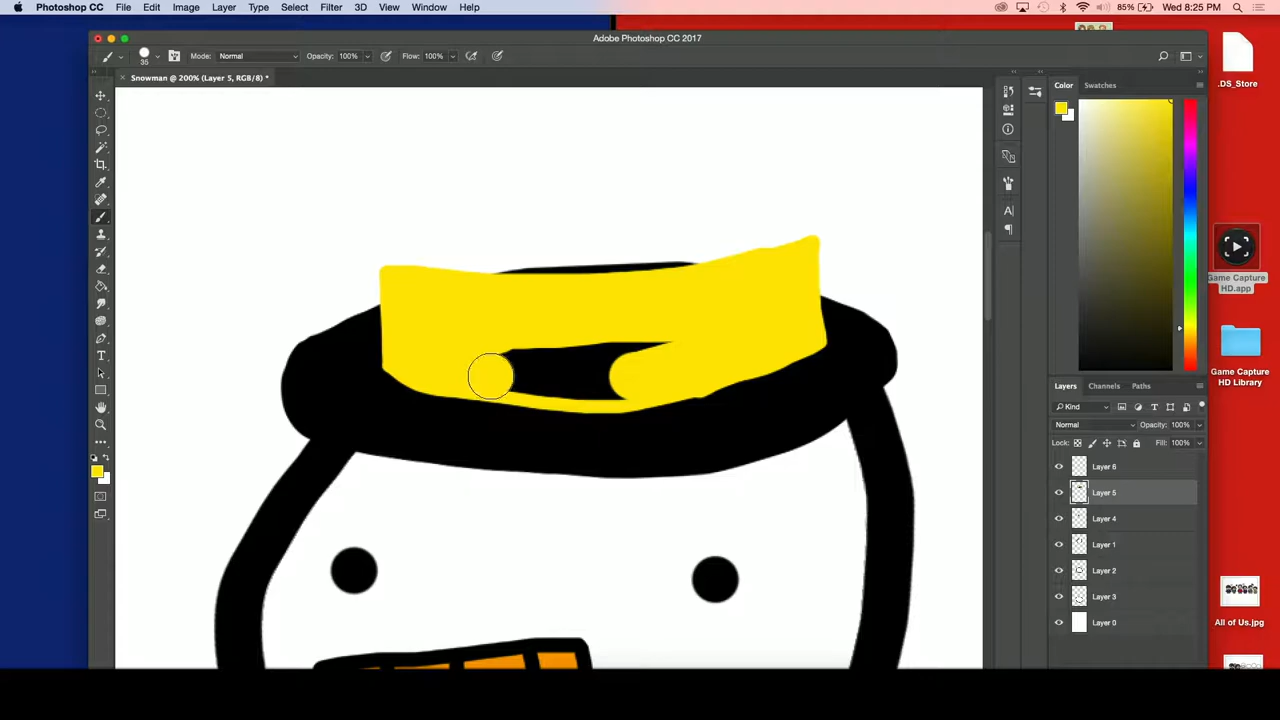 Photoshop CC File Edit Image Layer Type Select Filter 3D View Window Help 85% Wed 8:25 PM
Adobe Photoshop CC 2017
35 Mode: Normal Opacity: 100% Flow: 100%
Snowman @ 200% (Layer 5, RGB/8) *
.DS_Store
Color Swatches
Game Capture
HD.app
Game Capture
HD Library
Layers Channels Paths
Kind
Normal Opacity: 100%
Lock: Fill: 100%
Layer 6
Layer 5
Layer 4
Layer 1
Layer 2
Layer 3
Layer 0
All of Us.jpg